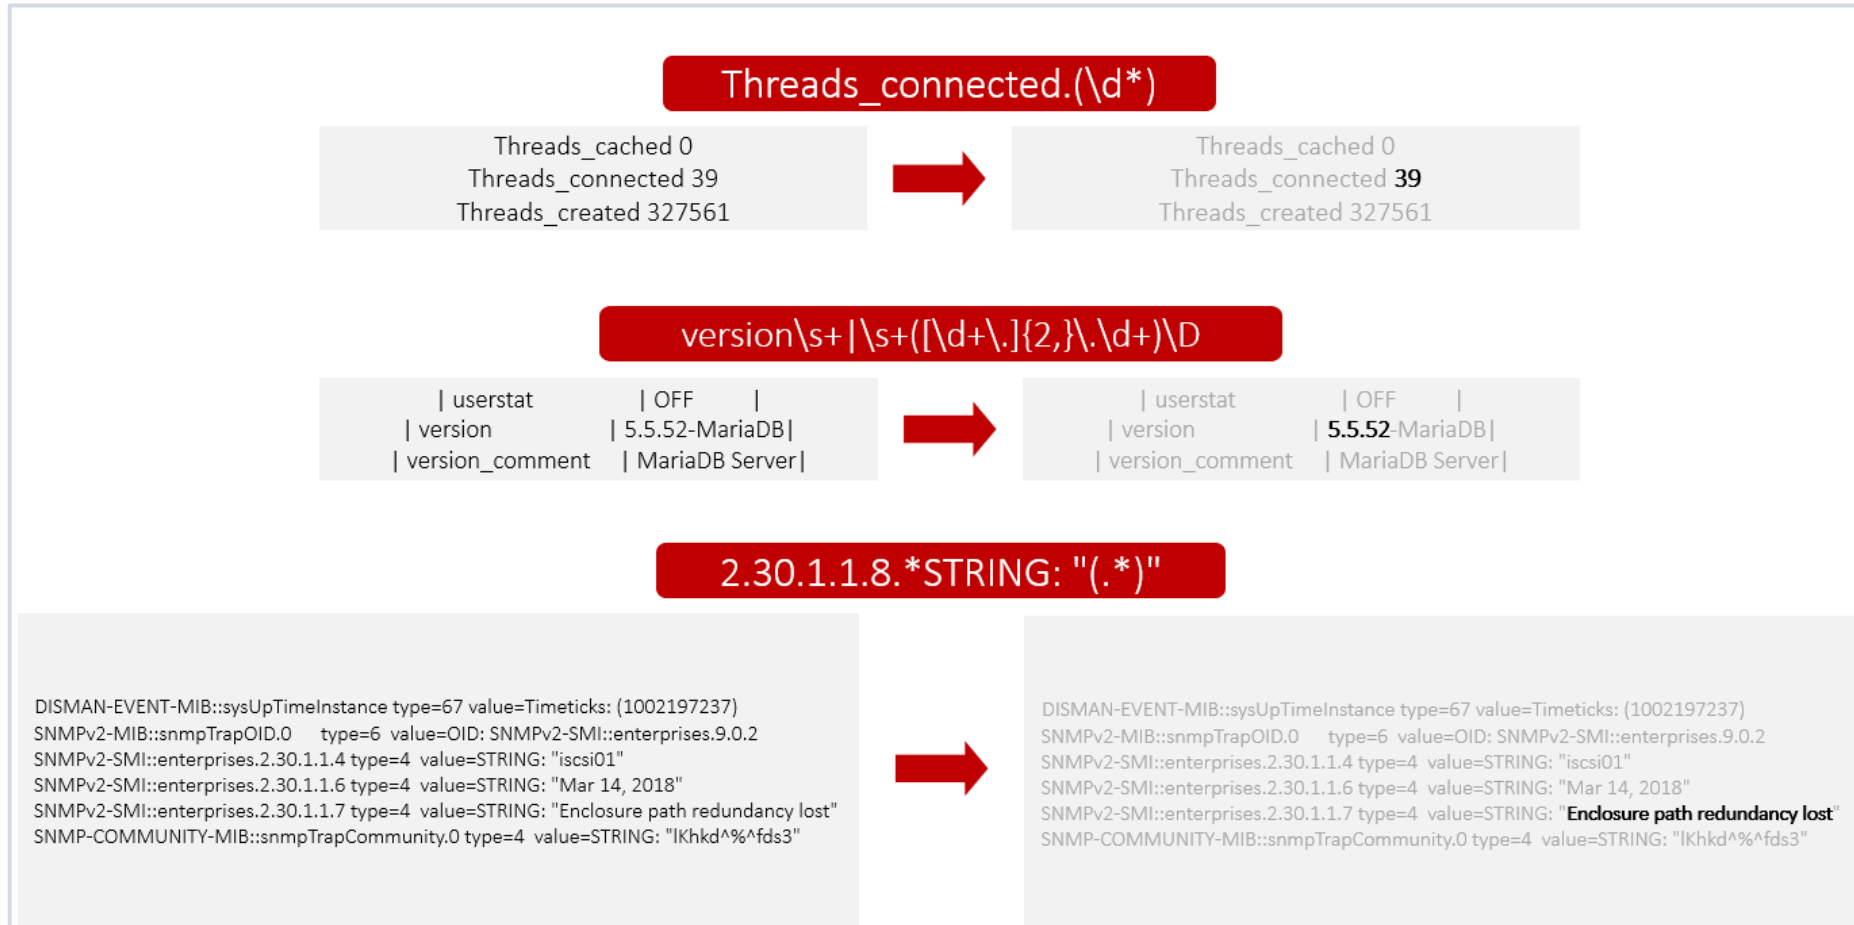 Threads_connected.(\d*)
Threads_cached 0
Threads_connected 39
Threads_created 327561
Threads_cached 0
Threads_connected 39
Threads_created 327561
version\s+|\s+([\d+\.]{2,}\.\d+)\D
| userstat | OFF |
| version | 5.5.52-MariaDB|
| version_comment | MariaDB Server|
| userstat | OFF |
| version | 5.5.52-MariaDB|
| version_comment | MariaDB Server|
2.30.1.1.8.*STRING: "(.*)"
DISMAN-EVENT-MIB::sysUpTimeInstance type=67 value=Timeticks: (1002197237)
SNMPv2-MIB::snmpTrapOID.0 type=6 value=OID: SNMPv2-SMI::enterprises.9.0.2
SNMPv2-SMI::enterprises.2.30.1.1.4 type=4 value=STRING: "iscsi01"
SNMPv2-SMI::enterprises.2.30.1.1.6 type=4 value=STRING: "Mar 14, 2018"
SNMPv2-SMI::enterprises.2.30.1.1.7 type=4 value=STRING: "Enclosure path redundancy lost"
SNMP-COMMUNITY-MIB::snmpTrapCommunity.0 type=4 value=STRING: "lKhkd^%^fds3"
DISMAN-EVENT-MIB::sysUpTimeInstance type=67 value=Timeticks: (1002197237)
SNMPv2-MIB::snmpTrapOID.0 type=6 value=OID: SNMPv2-SMI::enterprises.9.0.2
SNMPv2-SMI::enterprises.2.30.1.1.4 type=4 value=STRING: "iscsi01"
SNMPv2-SMI::enterprises.2.30.1.1.6 type=4 value=STRING: "Mar 14, 2018"
SNMPv2-SMI::enterprises.2.30.1.1.7 type=4 value=STRING: "Enclosure path redundancy lost"
SNMP-COMMUNITY-MIB::snmpTrapCommunity.0 type=4 value=STRING: "lKhkd^%^fds3"